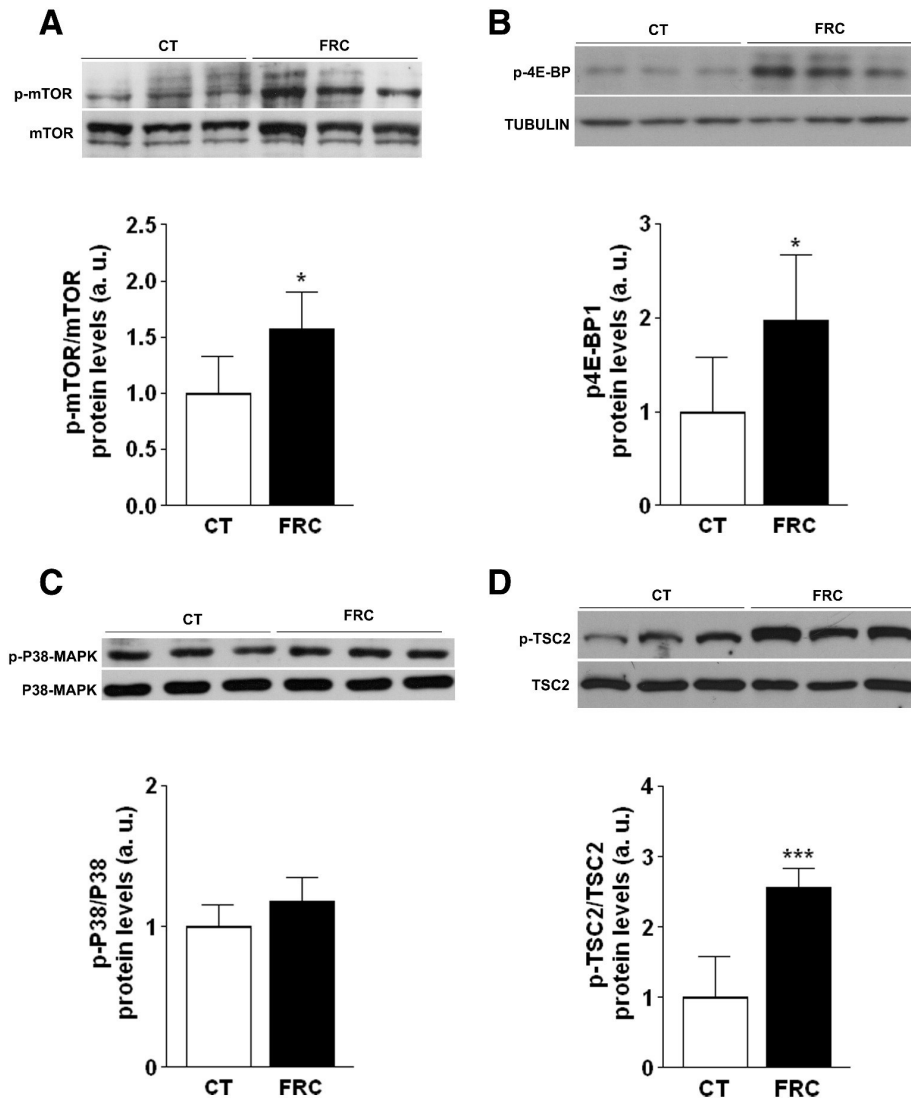 A
CT FRC
p-mTOR
mTOR
p-mTOR/mTOR
protein levels (a. u.)
2.5
2.0
1.5
1.0
0.5
0.0
*
CT FRC
B
CT FRC
p-4E-BP
TUBULIN
p4E-BP1
protein levels (a. u.)
3
2
1
0
*
CT FRC
C
CT FRC
p-P38-MAPK
P38-MAPK
p-P38/P38
protein levels (a. u.)
2
1
0
CT FRC
D
CT FRC
p-TSC2
TSC2
p-TSC2/TSC2
protein levels (a. u.)
4
3
2
1
0
***
CT FRC